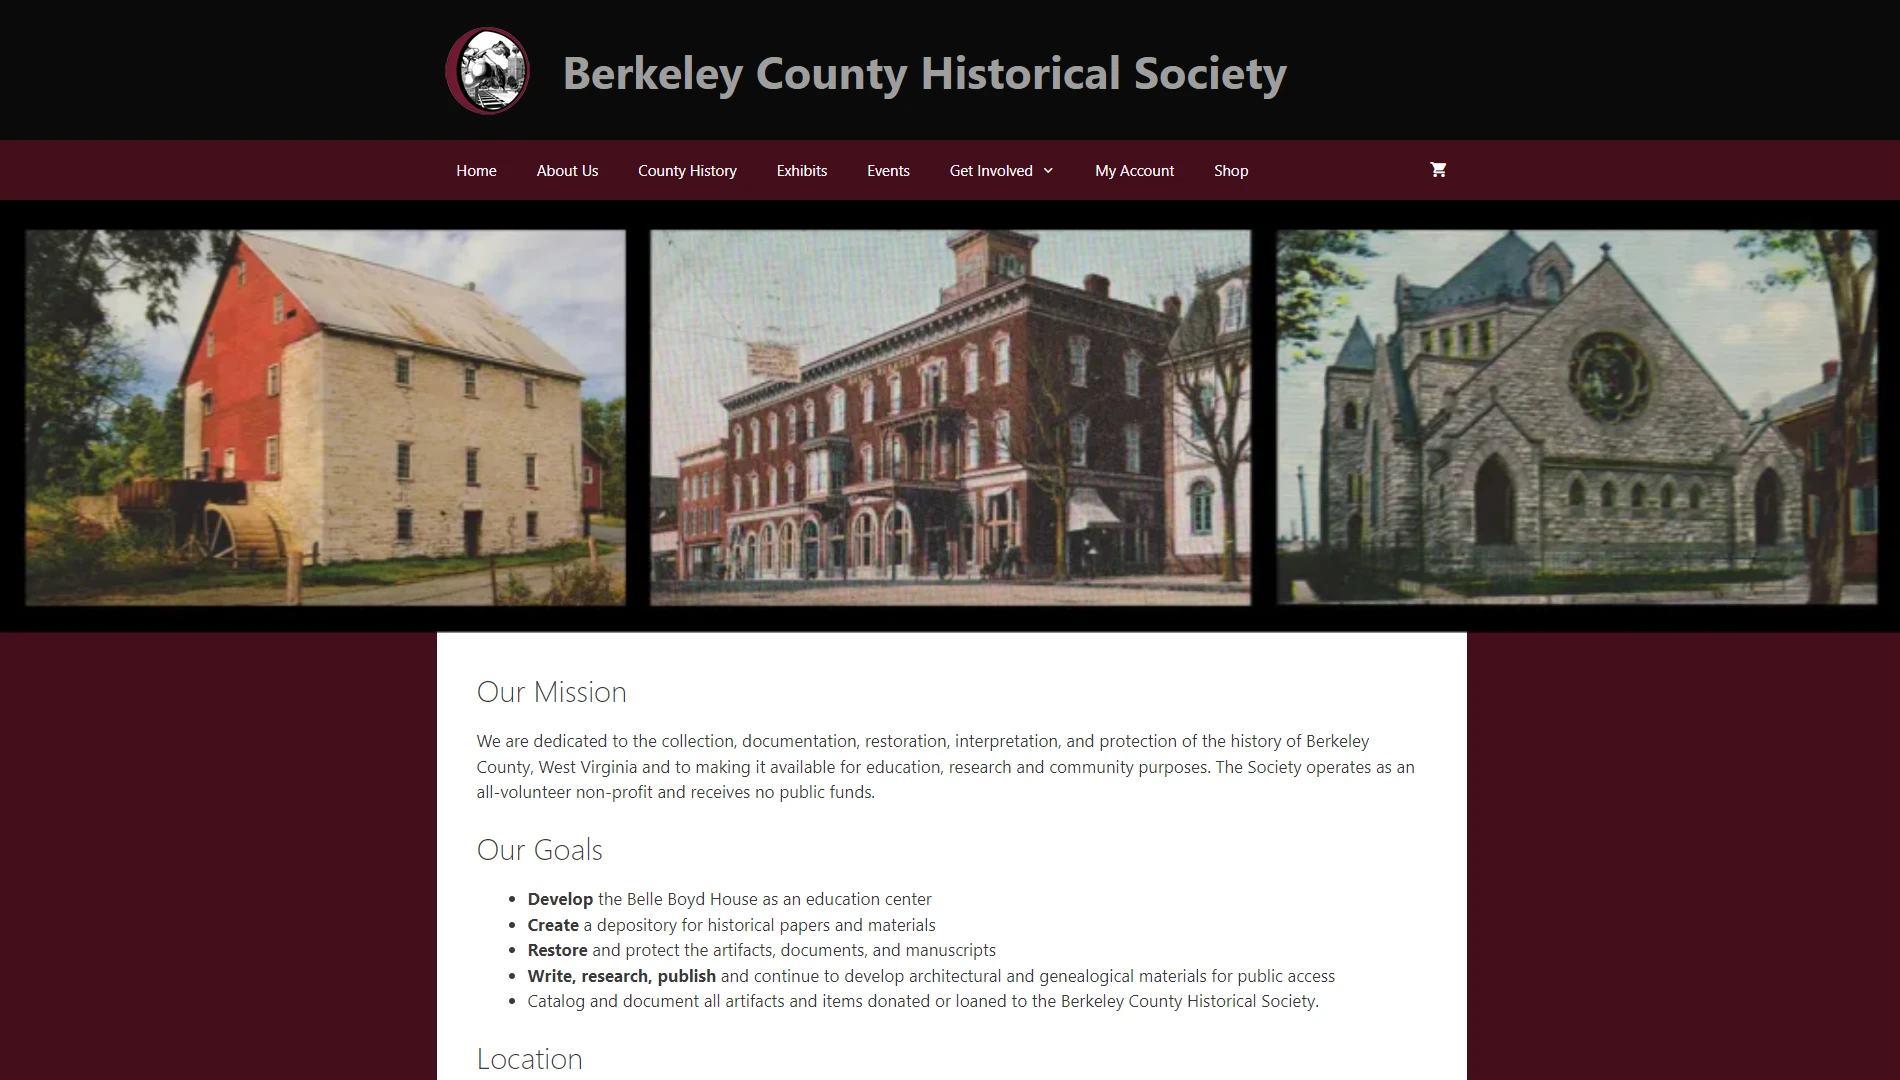 Berkeley County Historical Society
Home About Us County History Exhibits Events Get Involved My Account Shop
Our Mission
We are dedicated to the collection, documentation, restoration, interpretation, and protection of the history of Berkeley
County, West Virginia and to making it available for education, research and community purposes. The Society operates as an
all-volunteer non-profit and receives no public funds.
Our Goals
• Develop the Belle Boyd House as an education center
• Create a depository for historical papers and materials
• Restore and protect the artifacts, documents, and manuscripts
• Write, research, publish and continue to develop architectural and genealogical materials for public access
• Catalog and document all artifacts and items donated or loaned to the Berkeley County Historical Society.
Location